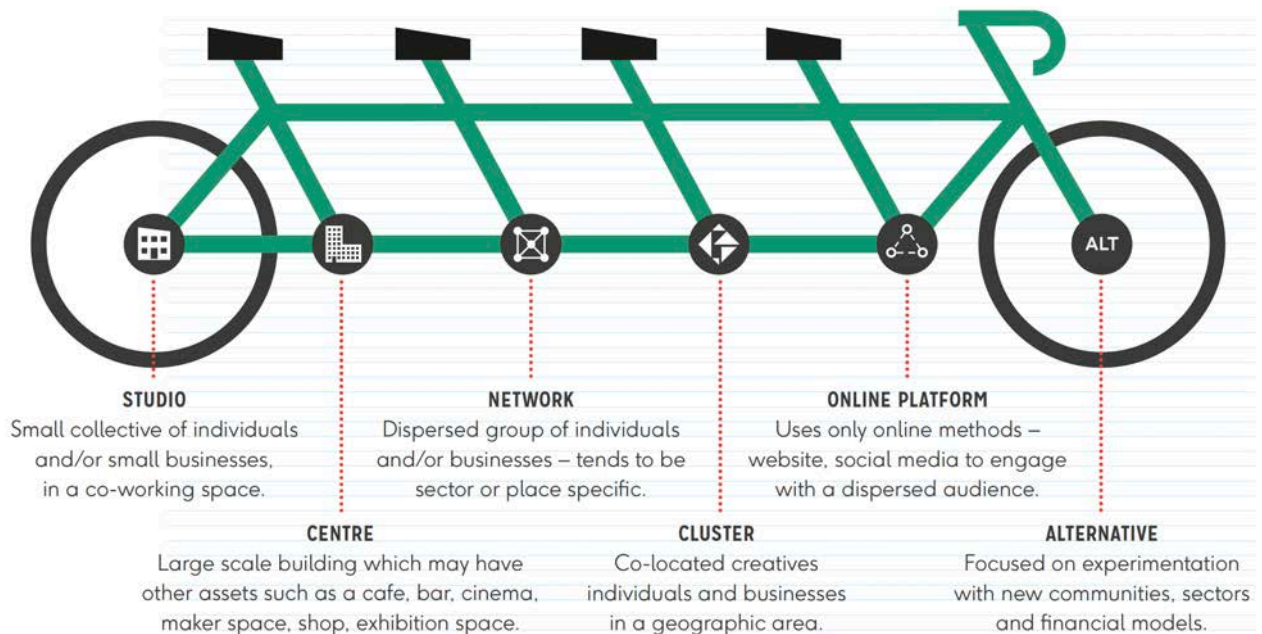 ALT
STUDIO
Small collective of individuals
and/or small businesses,
in a co-working space.
NETWORK
Dispersed group of individuals
and/or businesses – tends to be
sector or place specific.
ONLINE PLATFORM
Uses only online methods –
website, social media to engage
with a dispersed audience.
CENTRE
Large scale building which may have
other assets such as a cafe, bar, cinema,
maker space, shop, exhibition space.
CLUSTER
Co-located creatives
individuals and businesses
in a geographic area.
ALTERNATIVE
Focused on experimentation
with new communities, sectors
and financial models.